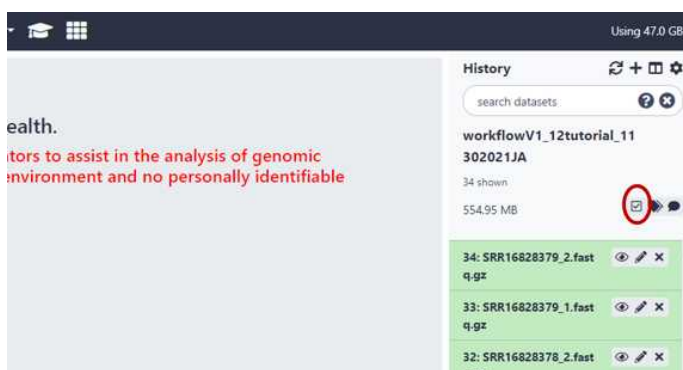 Using 47.0 GB
History
search datasets
ealth.
workflowV1_12tutorial_11
302021JA
tors to assist in the analysis of genomic
environment and no personally identifiable
34 shown
554.95 MB
34: SRR16828379_2.fast
q.gz
33: SRR16828379_1.fast
q.gz
32: SRR16828378_2.fast